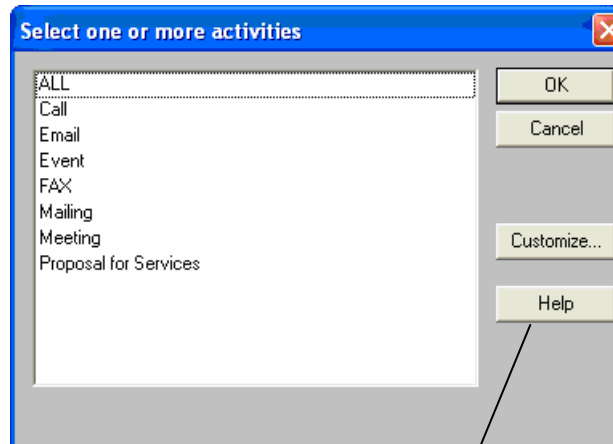 Select one or more activities
ALL
Call
Email
Event
FAX
Mailing
Meeting
Proposal for Services
OK
Cancel
Customize...
Help